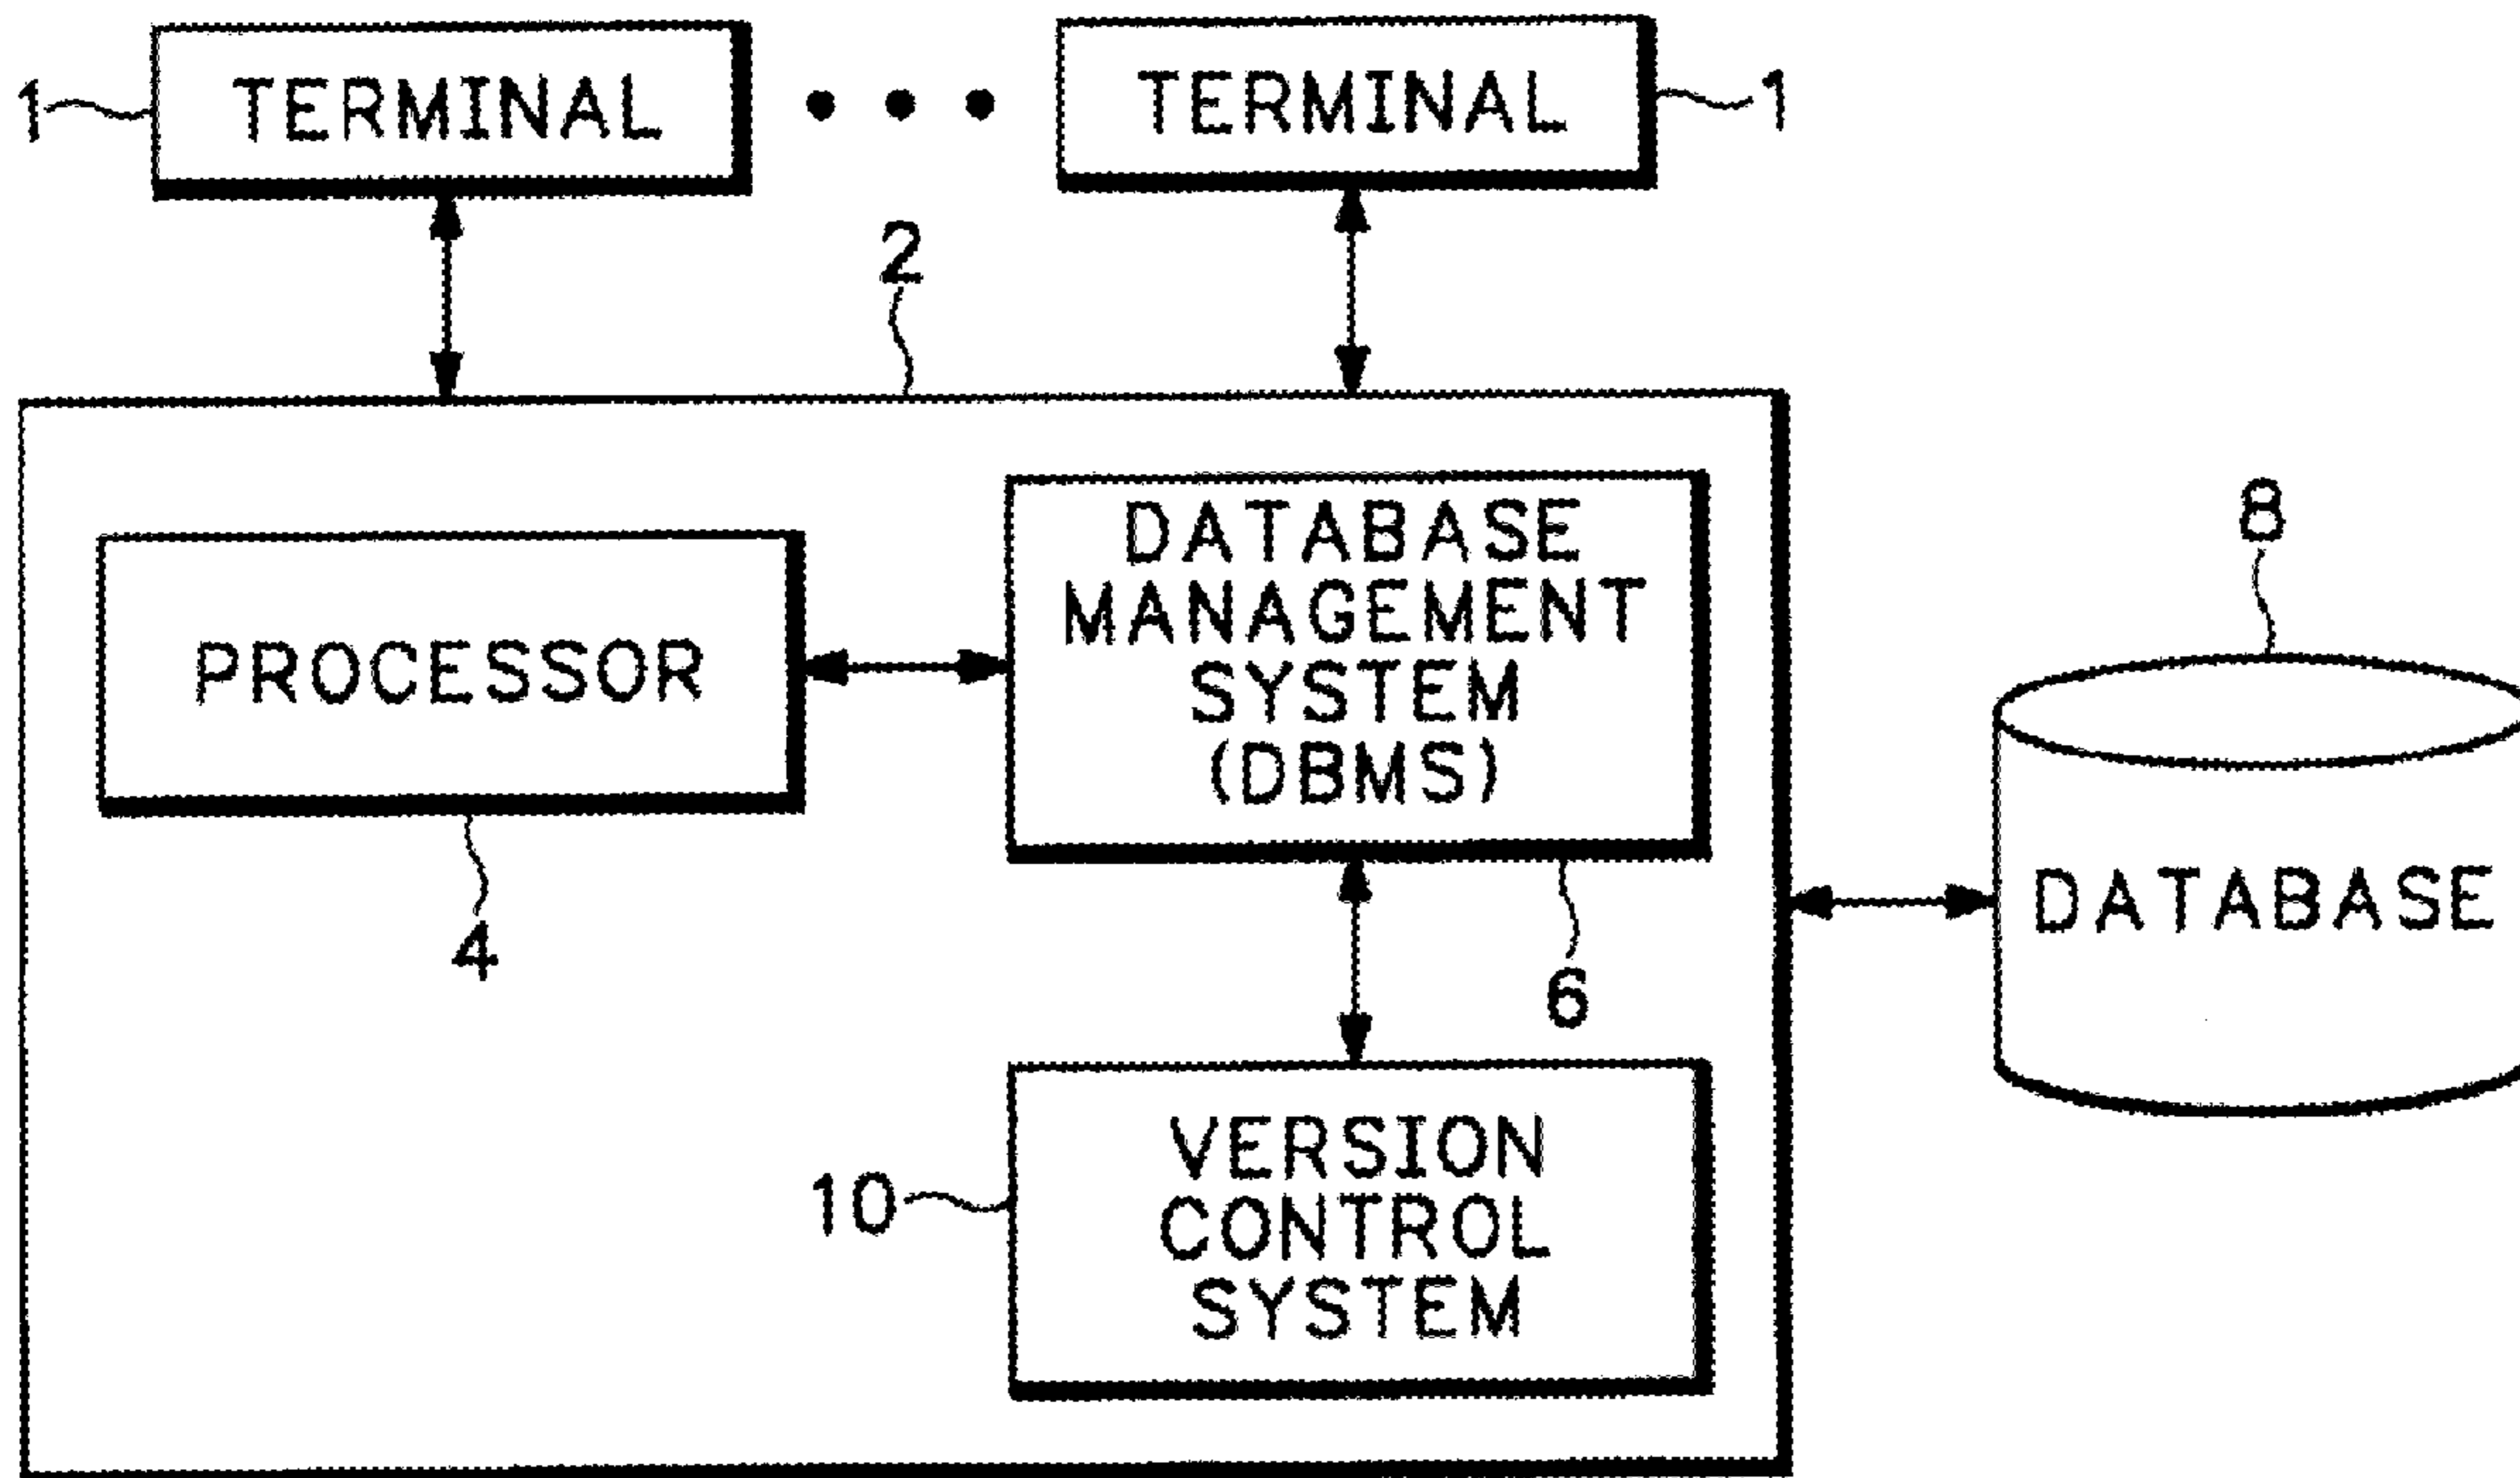 1 TERMINAL TERMINAL 1
2
DATABASE
MANAGEMENT
SYSTEM
(DBMS)
PROCESSOR
8
DATABASE
4
6
VERSION
CONTROL
SYSTEM
10